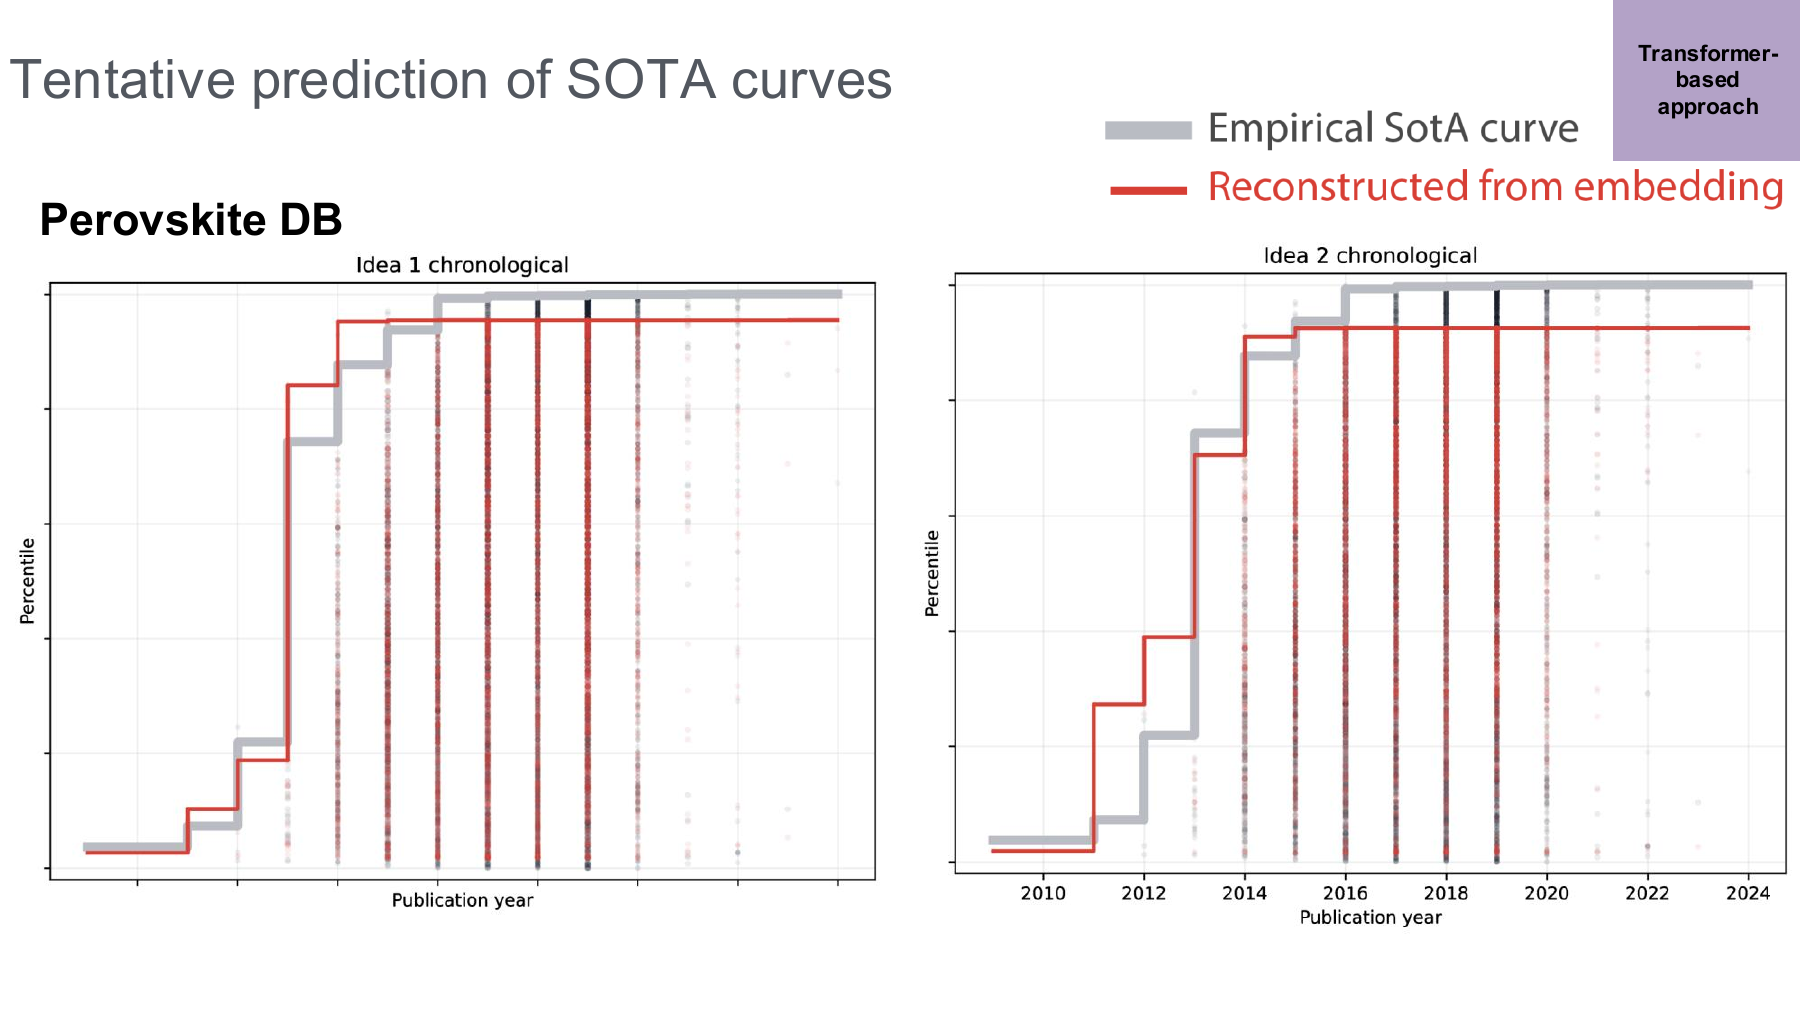 Tentative prediction of SOTA curves
Transformer-
based
approach
Empirical SotA curve
Reconstructed from embedding
Perovskite DB
Idea 1 chronological
Percentile
Publication year
Idea 2 chronological
Percentile
2010 2012 2014 2016 2018 2020 2022 2024
Publication year